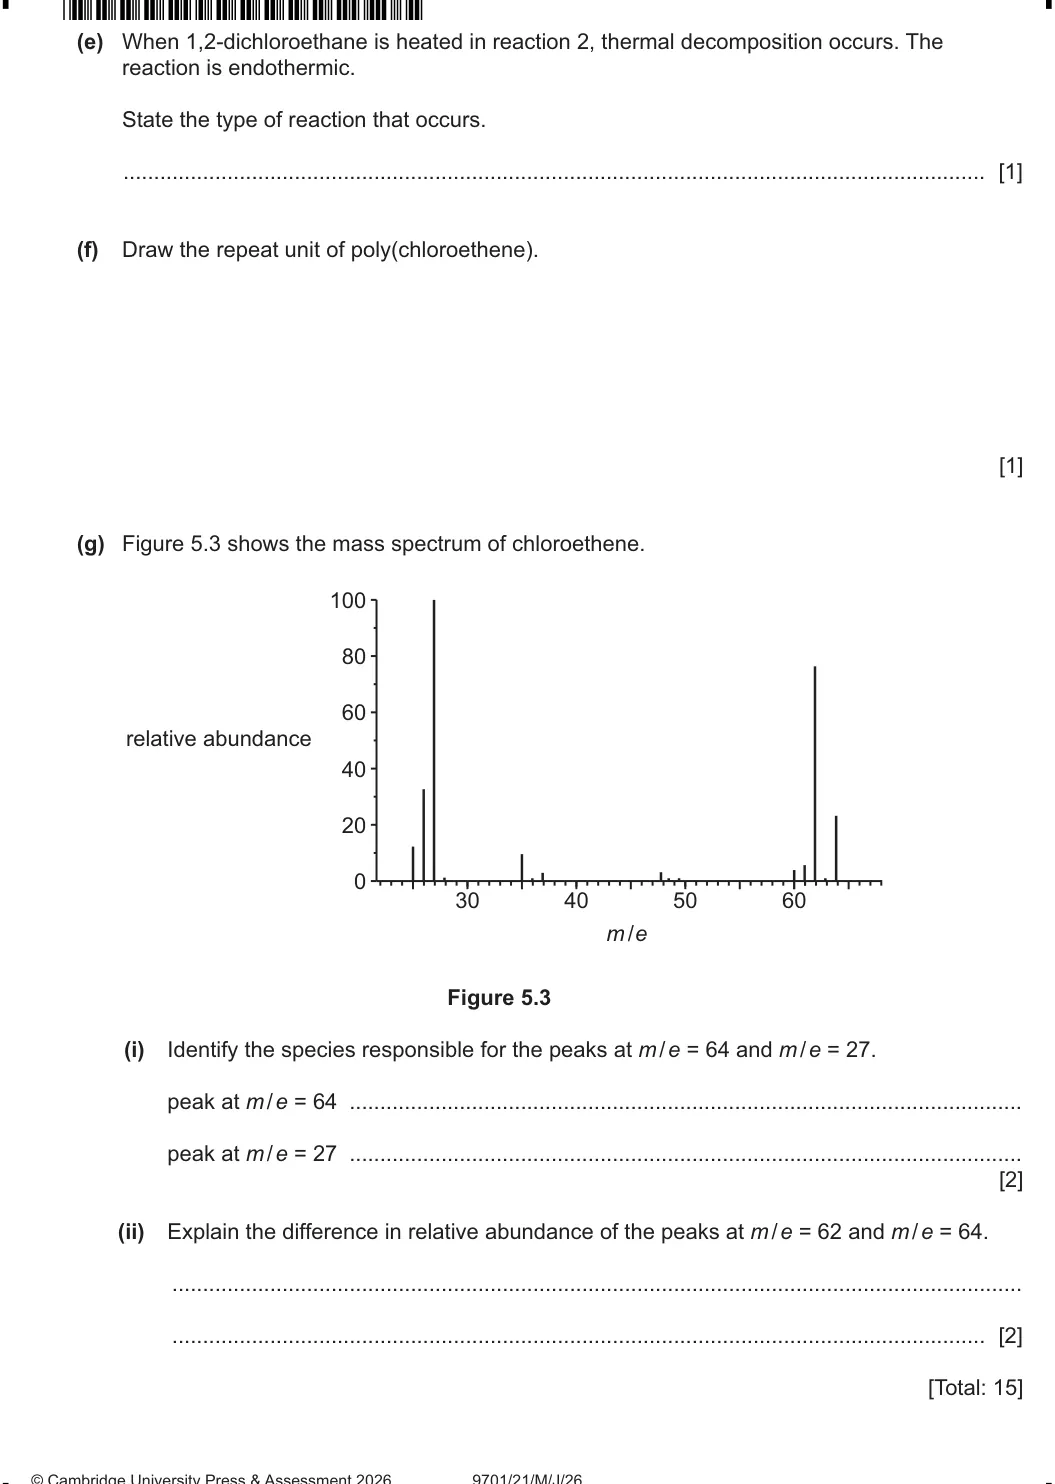 (e) When 1,2-dichloroethane is heated in reaction 2, thermal decomposition occurs. The
reaction is endothermic.
State the type of reaction that occurs.
.......................................................................................................................................... [1]
(f) Draw the repeat unit of poly(chloroethene).
[1]
(g) Figure 5.3 shows the mass spectrum of chloroethene.
100
80
60
relative abundance
40
20
0
30 40 50 60
m/e
Figure 5.3
(i) Identify the species responsible for the peaks at m/e = 64 and m/e = 27.
peak at m/e = 64 ..............................................................................................................
peak at m/e = 27 ..............................................................................................................
[2]
(ii) Explain the difference in relative abundance of the peaks at m/e = 62 and m/e = 64.
...........................................................................................................................................
..................................................................................................................................... [2]
[Total: 15]
© Cambridge University Press & Assessment 2026 9701/21/M/J/26